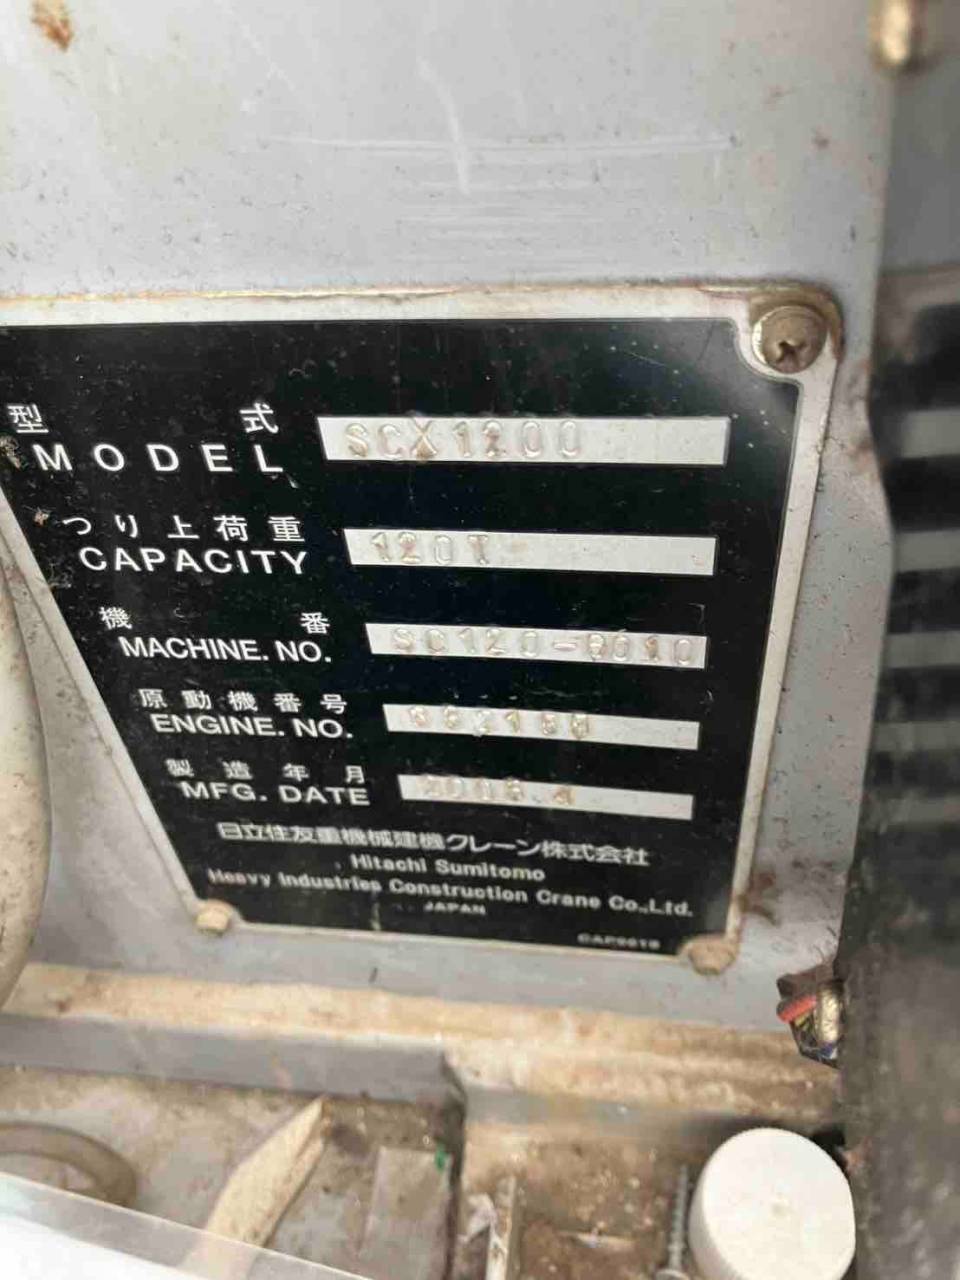 型式
MODEL SCX1200
つり上荷重
CAPACITY 120T
機番
MACHINE. NO.
原動機番号
ENGINE. NO.
製造年月
MFG. DATE
日立住友重機械建機クレーン株式会社
Hitachi Sumitomo
Heavy Industries Construction Crane Co.,Ltd.
JAPAN